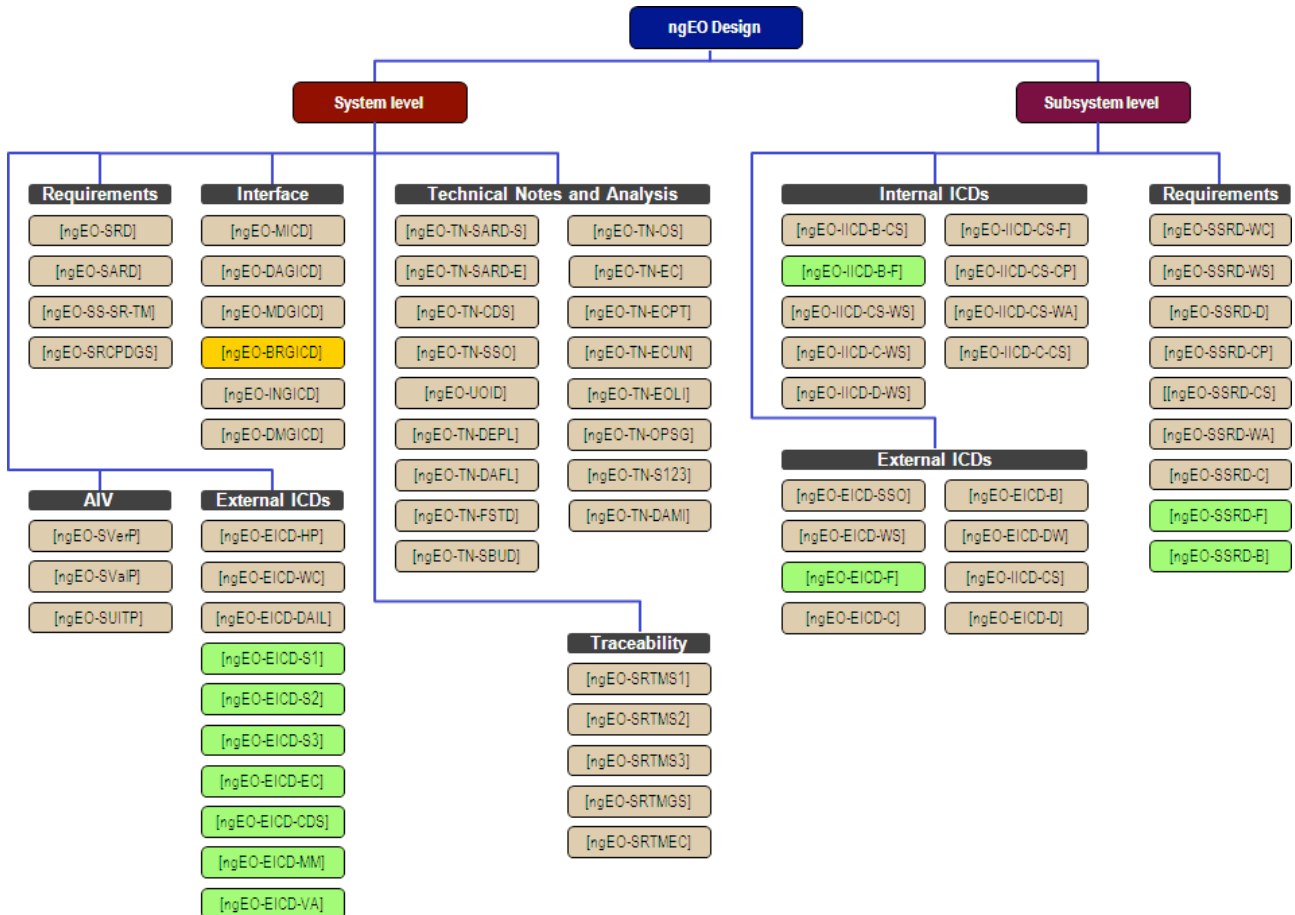 ngEO Design
System level
Subsystem level
Requirements
[ngEO-SRD]
[ngEO-SARD]
[ngEO-SS-SR-TM]
[ngEO-SRCPDGS]
Interface
[ngEO-MICD]
[ngEO-DAGICD]
[ngEO-MDGICD]
[ngEO-BRGICD]
[ngEO-INGICD]
[ngEO-DMGICD]
Technical Notes and Analysis
[ngEO-TN-SARD-S]
[ngEO-TN-SARD-E]
[ngEO-TN-CDS]
[ngEO-TN-SSO]
[ngEO-UOID]
[ngEO-TN-DEPL]
[ngEO-TN-DAFL]
[ngEO-TN-FSTD]
[ngEO-TN-SBUD]
[ngEO-TN-OS]
[ngEO-TN-EC]
[ngEO-TN-ECPT]
[ngEO-TN-ECUN]
[ngEO-TN-EOLI]
[ngEO-TN-OPSG]
[ngEO-TN-S123]
[ngEO-TN-DAMI]
AIV
[ngEO-SVerP]
[ngEO-SValP]
[ngEO-SUITP]
External ICDs
[ngEO-EICD-HP]
[ngEO-EICD-WC]
[ngEO-EICD-DAIL]
[ngEO-EICD-S1]
[ngEO-EICD-S2]
[ngEO-EICD-S3]
[ngEO-EICD-EC]
[ngEO-EICD-CDS]
[ngEO-EICD-MM]
[ngEO-EICD-VA]
Traceability
[ngEO-SRTMS1]
[ngEO-SRTMS2]
[ngEO-SRTMS3]
[ngEO-SRTMGS]
[ngEO-SRTMEC]
Internal ICDs
[ngEO-IICD-B-CS]
[ngEO-IICD-B-F]
[ngEO-IICD-CS-WS]
[ngEO-IICD-C-WS]
[ngEO-IICD-D-WS]
[ngEO-IICD-CS-F]
[ngEO-IICD-CS-CP]
[ngEO-IICD-CS-WA]
[ngEO-IICD-C-CS]
External ICDs
[ngEO-EICD-SSO]
[ngEO-EICD-WS]
[ngEO-EICD-F]
[ngEO-EICD-C]
[ngEO-EICD-B]
[ngEO-EICD-DW]
[ngEO-IICD-CS]
[ngEO-EICD-D]
Requirements
[ngEO-SSRD-WC]
[ngEO-SSRD-WS]
[ngEO-SSRD-D]
[ngEO-SSRD-CP]
[[ngEO-SSRD-CS]
[ngEO-SSRD-WA]
[ngEO-SSRD-C]
[ngEO-SSRD-F]
[ngEO-SSRD-B]